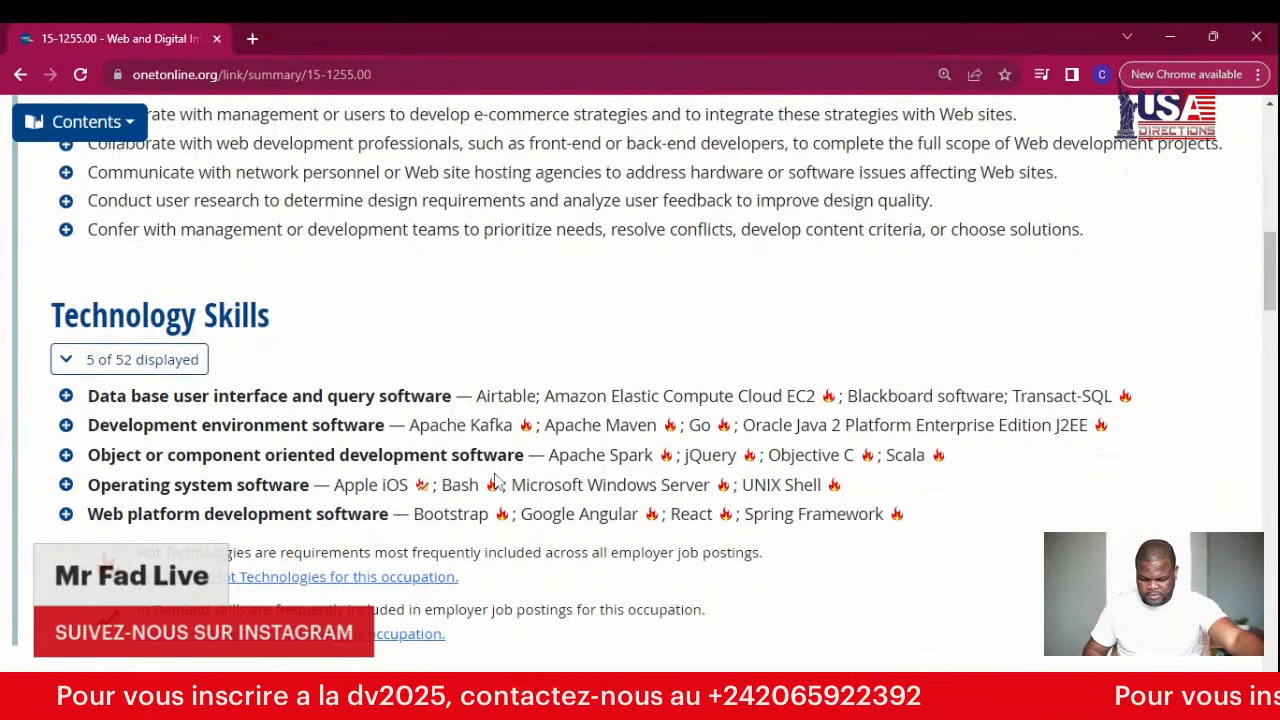 15-1255.00 - Web and Digital In
onetonline.org/link/summary/15-1255.00
C
New Chrome available
Contents
rate with management or users to develop e-commerce strategies and to integrate these strategies with Web sites.
USA
DIRECTIONS
Collaborate with web development professionals, such as front-end or back-end developers, to complete the full scope of Web development projects.
Communicate with network personnel or Web site hosting agencies to address hardware or software issues affecting Web sites.
Conduct user research to determine design requirements and analyze user feedback to improve design quality.
Confer with management or development teams to prioritize needs, resolve conflicts, develop content criteria, or choose solutions.
Technology Skills
5 of 52 displayed
Data base user interface and query software — Airtable; Amazon Elastic Compute Cloud EC2 ; Blackboard software; Transact-SQL
Development environment software — Apache Kafka ; Apache Maven ; Go ; Oracle Java 2 Platform Enterprise Edition J2EE
Object or component oriented development software — Apache Spark ; jQuery ; Objective C ; Scala
Operating system software — Apple iOS ; Bash ; Microsoft Windows Server ; UNIX Shell
Web platform development software — Bootstrap ; Google Angular ; React ; Spring Framework
Hot Technologies are requirements most frequently included across all employer job postings.
ot Technologies for this occupation.
In Demand skills are frequently included in employer job postings for this occupation.
occupation.
Mr Fad Live
SUIVEZ-NOUS SUR INSTAGRAM
Pour vous inscrire a la dv2025, contactez-nous au +242065922392
Pour vous ins